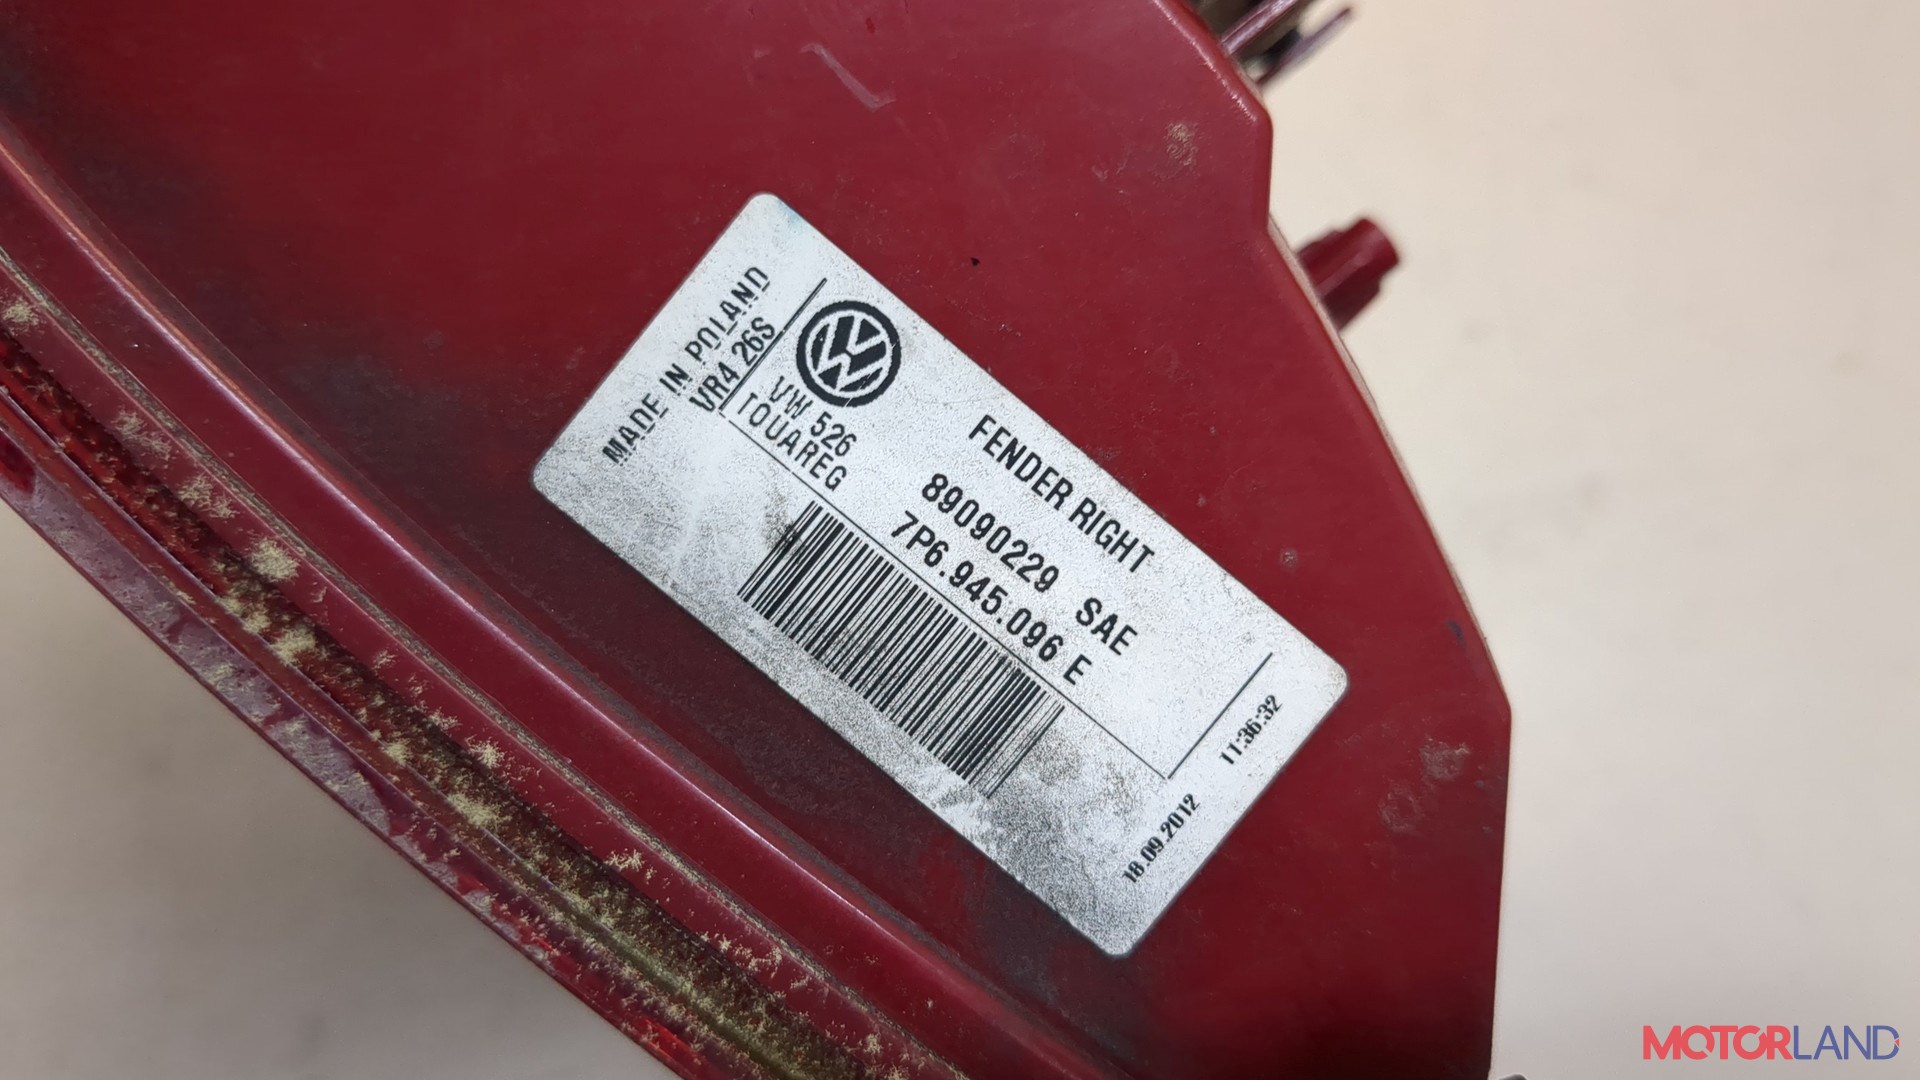 MADE IN POLAND
VR4 26S
VW 526
TOUAREG
FENDER RIGHT
89090229 SAE
7P6.945.096 E
18.09.2012 11:36:32
MOTORLAND